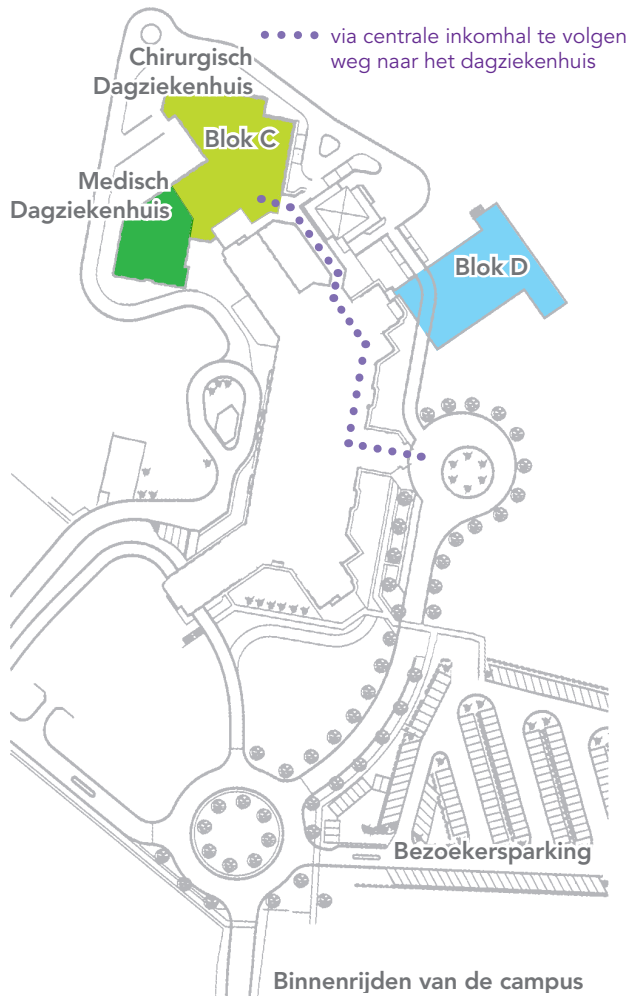 via centrale inkomhal te volgen
weg naar het dagziekenhuis
Chirurgisch
Dagziekenhuis
Blok C
Medisch
Dagziekenhuis
Blok D
Bezoekersparking
Binnenrijden van de campus